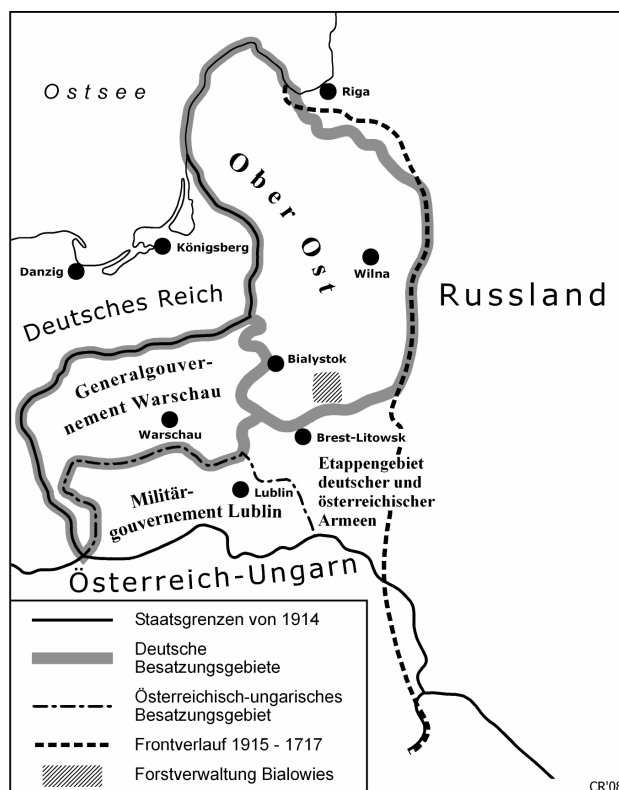 Ostsee
Riga
Ober Ost
Königsberg
Danzig
Wilna
Deutsches Reich
Russland
Bialystok
Generalgouver-
nement Warschau
Warschau
Brest-Litowsk
Etappengebiet
deutscher und
österreichischer
Armeen
Lublin
Militär-
gouvernement Lublin
Österreich-Ungarn
Staatsgrenzen von 1914
Deutsche
Besatzungsgebiete
Österreichisch-ungarisches
Besatzungsgebiet
Frontverlauf 1915 - 1717
Forstverwaltung Bialowies
CR'08